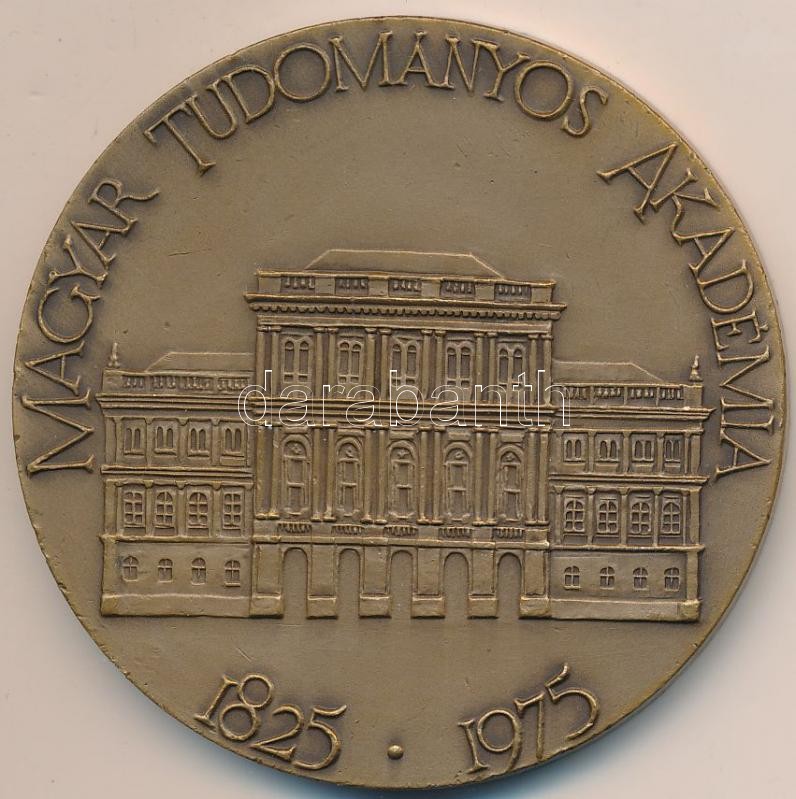 MAGYAR TUDOMÁNYOS AKADÉMIA
darabanth
1825 • 1975